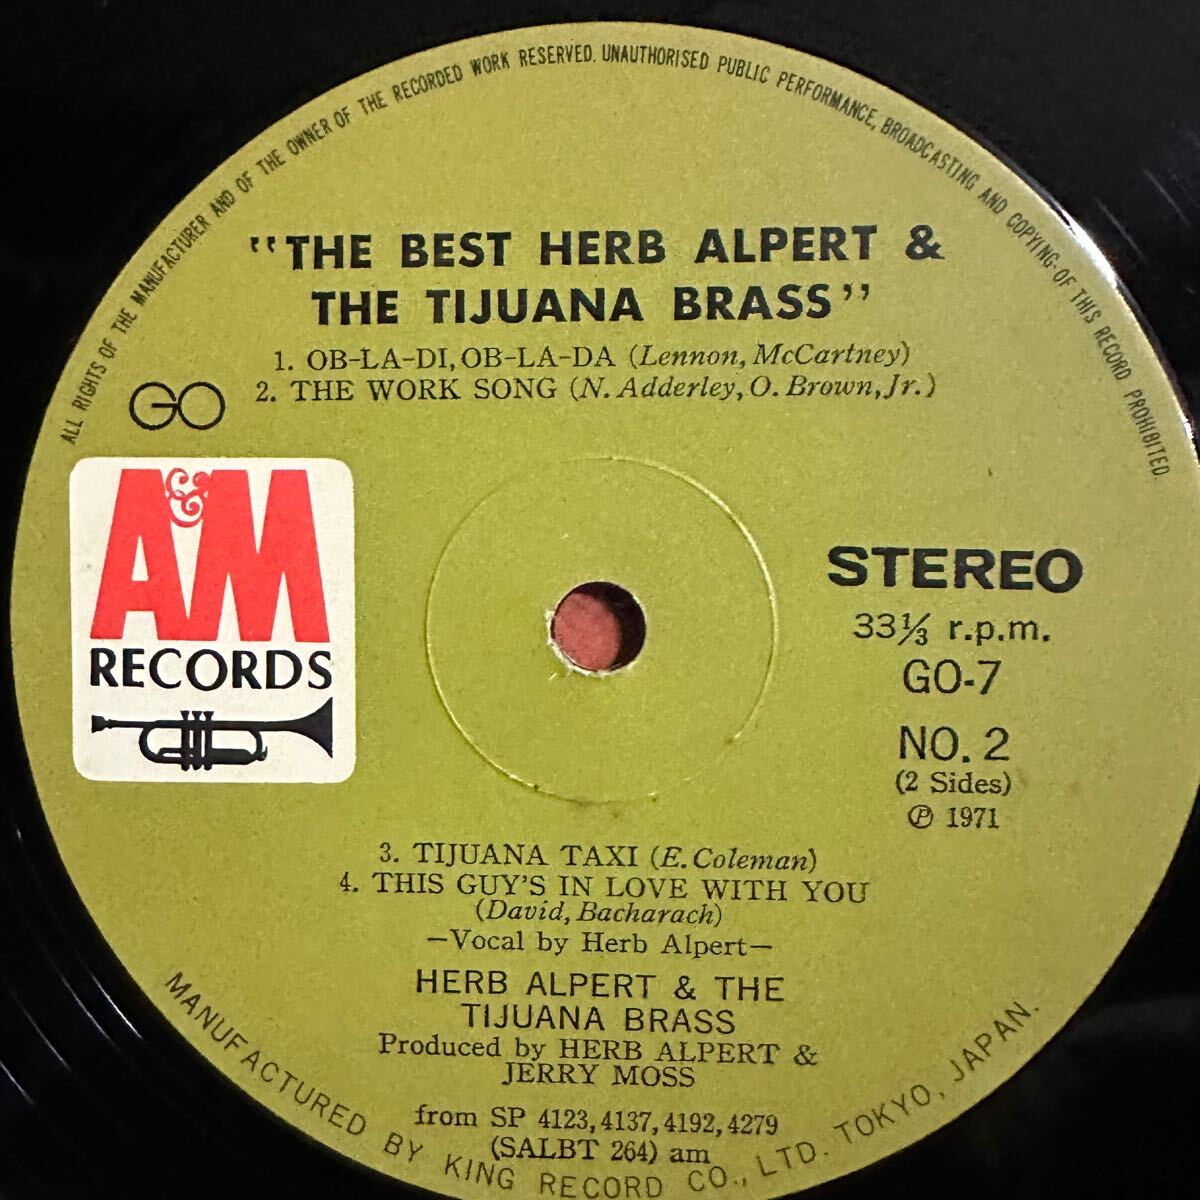 ALL RIGHTS OF THE MANUFACTURER AND OF THE OWNER OF THE RECORDED WORK RESERVED. UNAUTHORISED PUBLIC PERFORMANCE, BROADCASTING AND COPYING OF THIS RECORD PROHIBITED.
"THE BEST HERB ALPERT &
THE TIJUANA BRASS"
1. OB-LA-DI, OB-LA-DA (Lennon, McCartney)
2. THE WORK SONG (N. Adderley, O. Brown, Jr.)
GO
A&M
RECORDS
STEREO
33⅓ r.p.m.
GO-7
NO. 2
(2 Sides)
℗ 1971
3. TIJUANA TAXI (E. Coleman)
4. THIS GUY'S IN LOVE WITH YOU
(David, Bacharach)
—Vocal by Herb Alpert—
HERB ALPERT & THE
TIJUANA BRASS
Produced by HERB ALPERT &
JERRY MOSS
from SP 4123, 4137, 4192, 4279
(SALBT 264) am
MANUFACTURED BY KING RECORD CO., LTD. TOKYO, JAPAN.